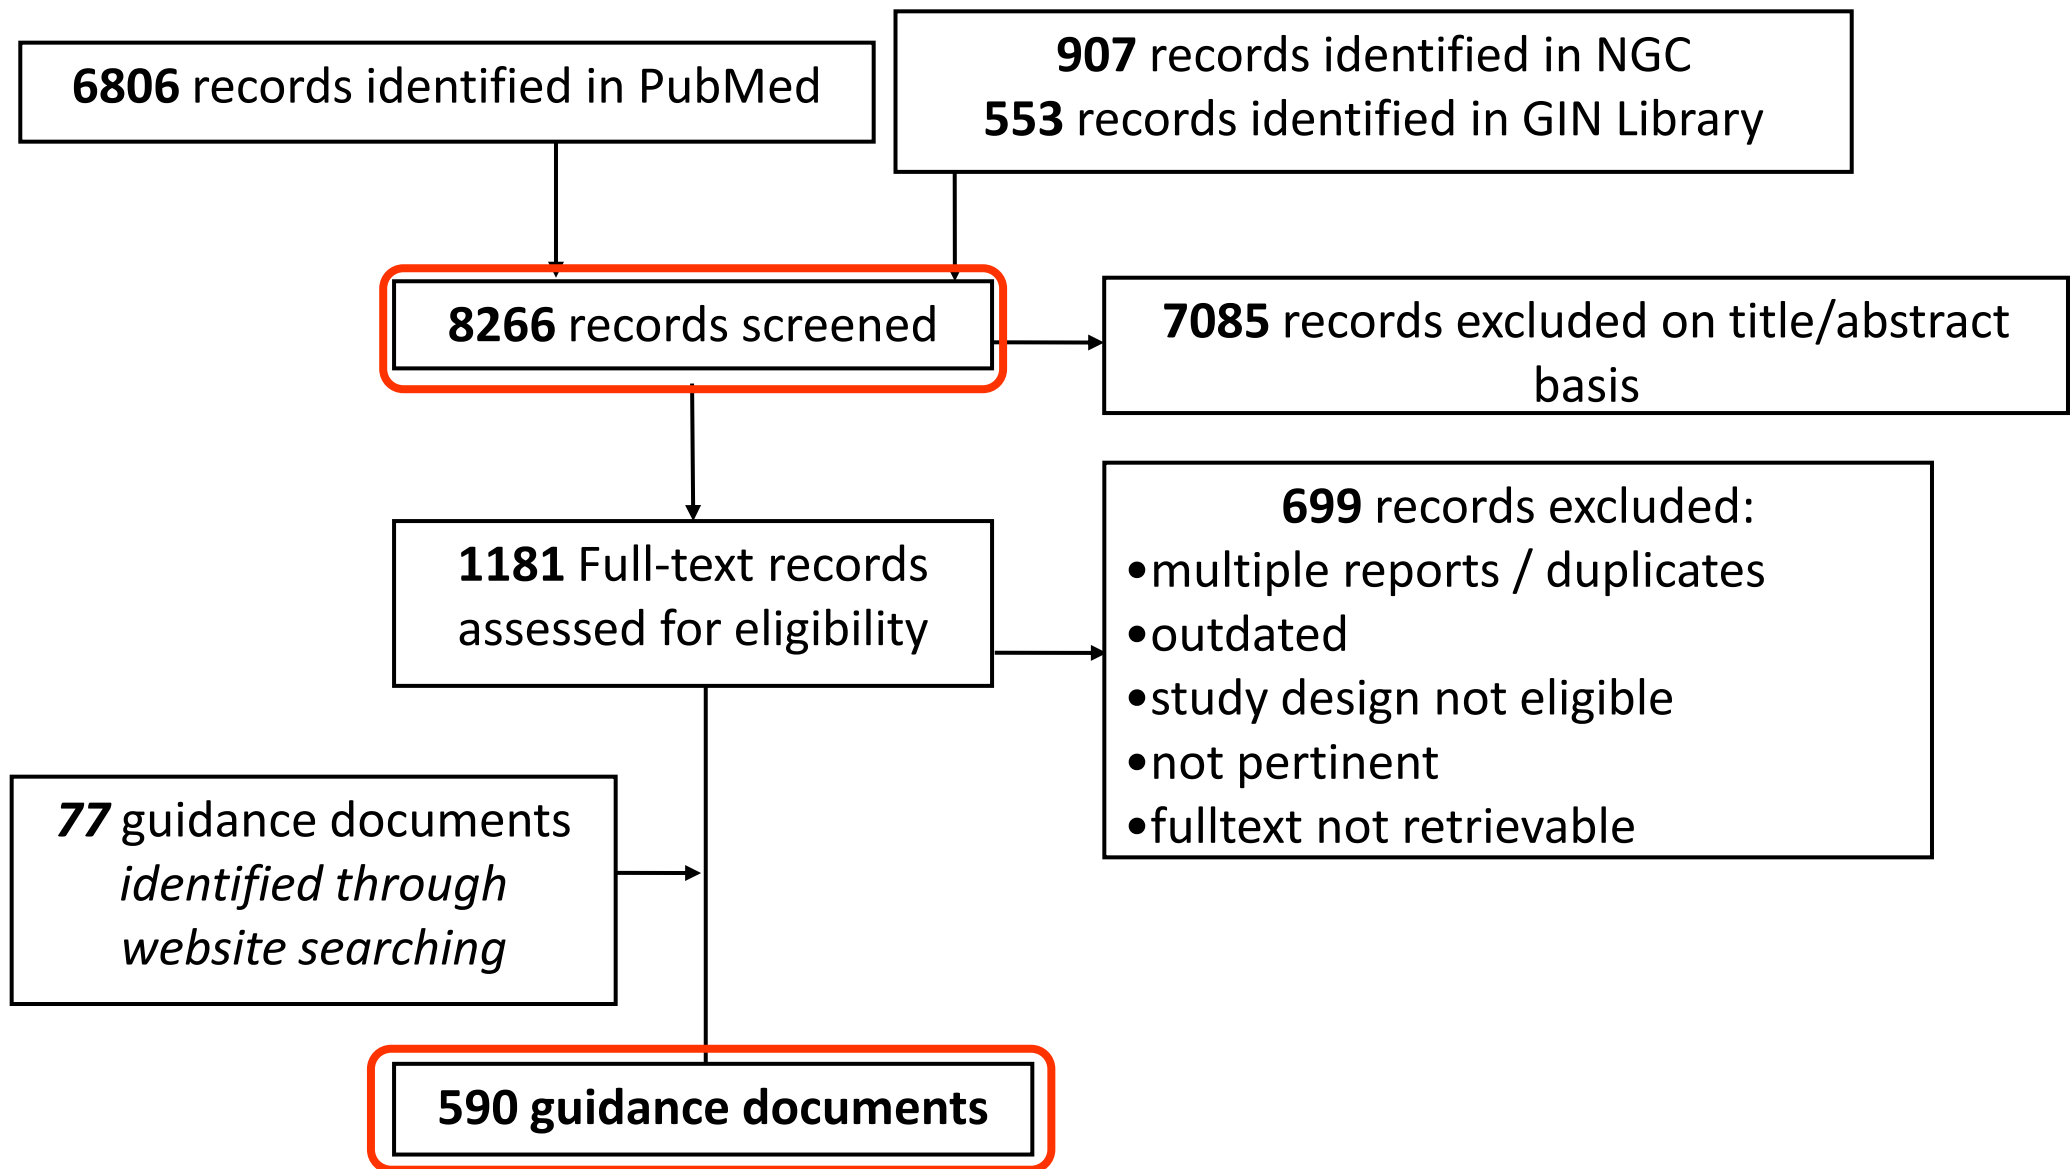 6806 records identified in PubMed
907 records identified in NGC
553 records identified in GIN Library
8266 records screened
7085 records excluded on title/abstract
basis
1181 Full-text records
assessed for eligibility
699 records excluded:
•multiple reports / duplicates
•outdated
•study design not eligible
•not pertinent
•fulltext not retrievable
77 guidance documents
identified through
website searching
590 guidance documents